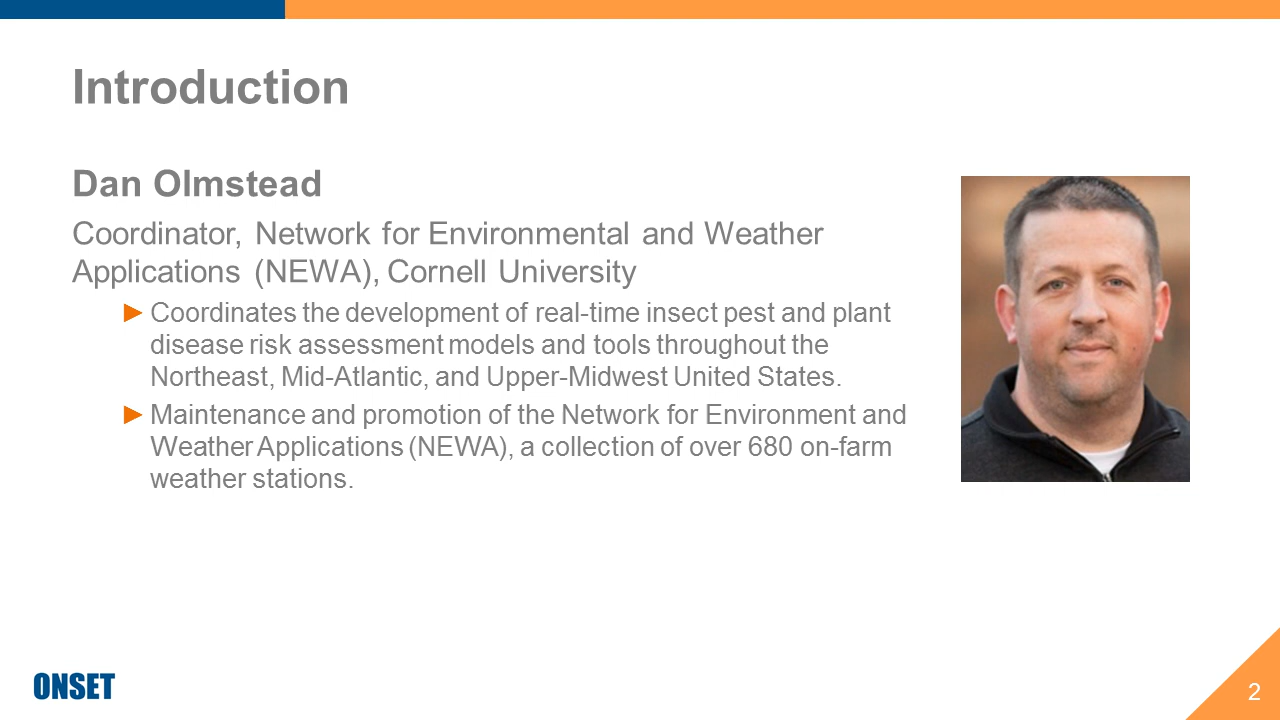 Introduction
Dan Olmstead
Coordinator, Network for Environmental and Weather
Applications (NEWA), Cornell University
► Coordinates the development of real-time insect pest and plant
disease risk assessment models and tools throughout the
Northeast, Mid-Atlantic, and Upper-Midwest United States.
► Maintenance and promotion of the Network for Environment and
Weather Applications (NEWA), a collection of over 680 on-farm
weather stations.
ONSET
2